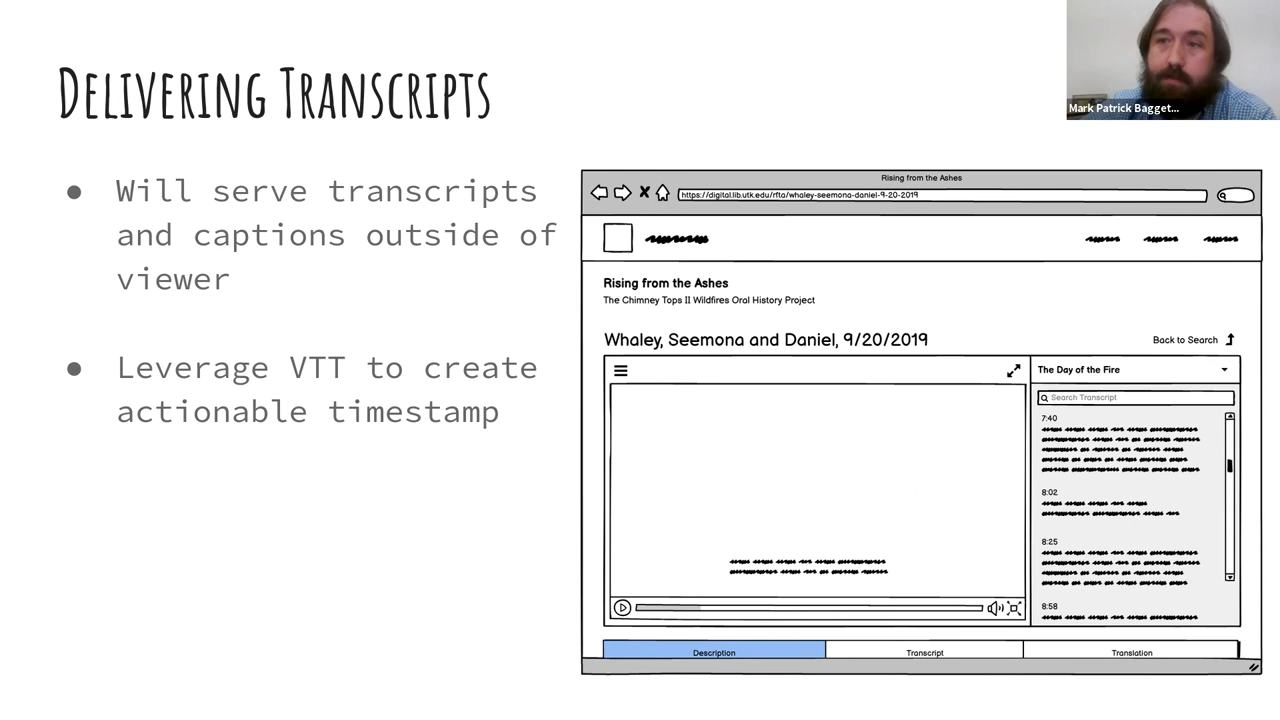 Delivering Transcripts
Mark Patrick Bagget...
● Will serve transcripts
and captions outside of
viewer
● Leverage VTT to create
actionable timestamp
Rising from the Ashes
https://digital.lib.utk.edu/rfta/whaley-seemona-daniel-9-20-2019
Rising from the Ashes
The Chimney Tops II Wildfires Oral History Project
Whaley, Seemona and Daniel, 9/20/2019
Back to Search
The Day of the Fire
Search Transcript
7:40
8:02
8:25
8:58
Description
Transcript
Translation